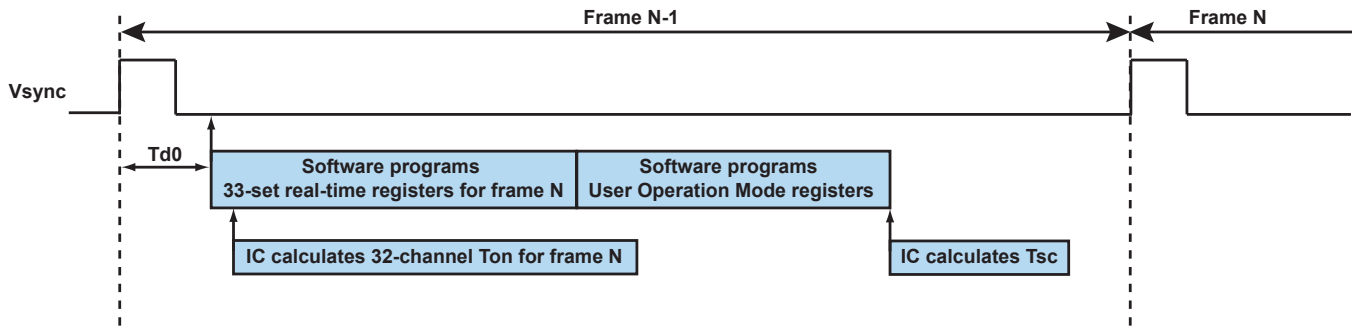 Frame N-1
Frame N
Vsync
Td0
Software programs
33-set real-time registers for frame N
Software programs
User Operation Mode registers
IC calculates 32-channel Ton for frame N
IC calculates Tsc